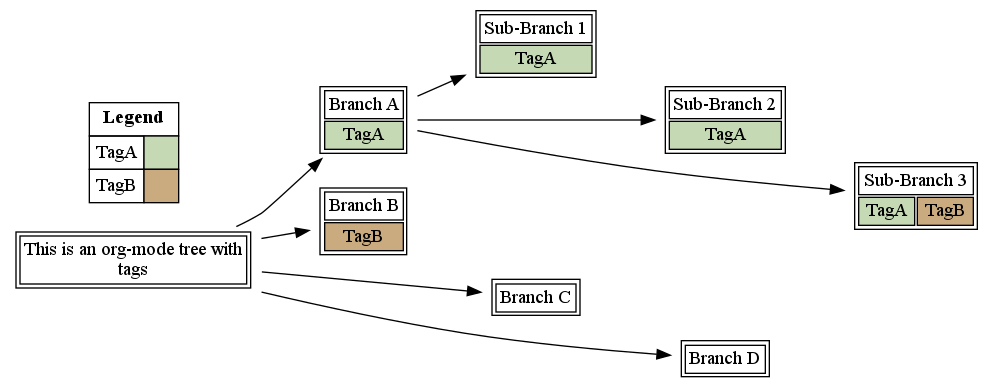 Legend
TagA
TagB
This is an org-mode tree with
tags
Branch A
TagA
Branch B
TagB
Branch C
Branch D
Sub-Branch 1
TagA
Sub-Branch 2
TagA
Sub-Branch 3
TagA TagB